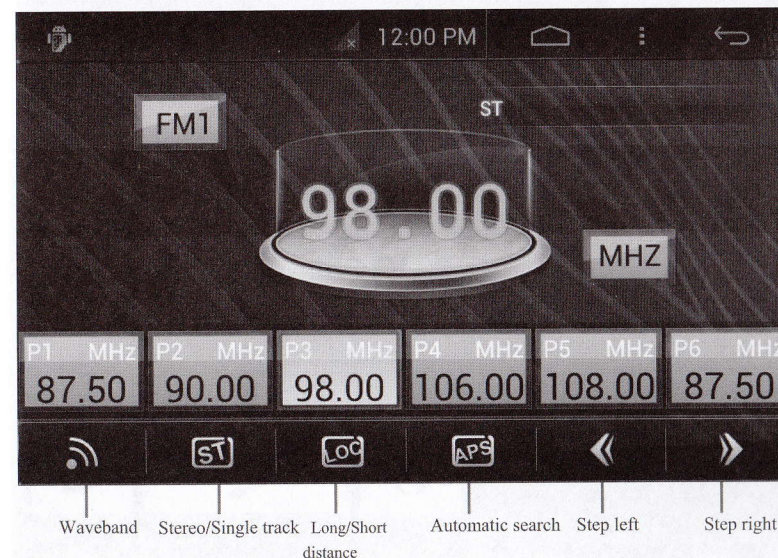 12:00 PM
FM1
ST
98.00
MHZ
P1 MHz P2 MHz P3 MHz P4 MHz P5 MHz P6 MHz
87.50 90.00 98.00 106.00 108.00 87.50
ST LOC APS
Waveband Stereo/Single track Long/Short Automatic search Step left Step right
distance